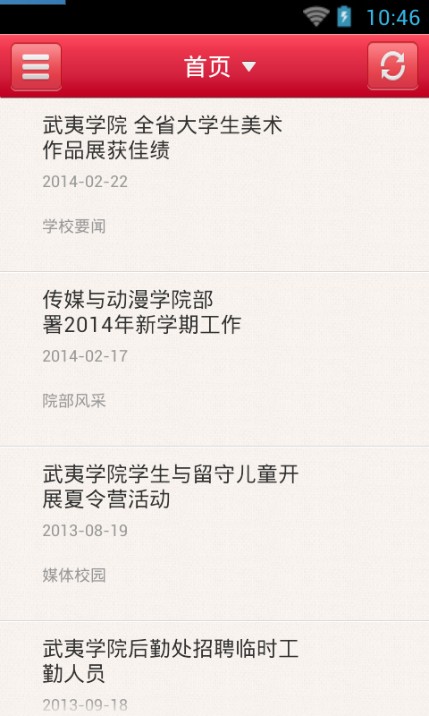 10:46
首页
武夷学院 全省大学生美术
作品展获佳绩
2014-02-22
学校要闻
传媒与动漫学院部
署2014年新学期工作
2014-02-17
院部风采
武夷学院学生与留守儿童开
展夏令营活动
2013-08-19
媒体校园
武夷学院后勤处招聘临时工
勤人员
2013-09-18